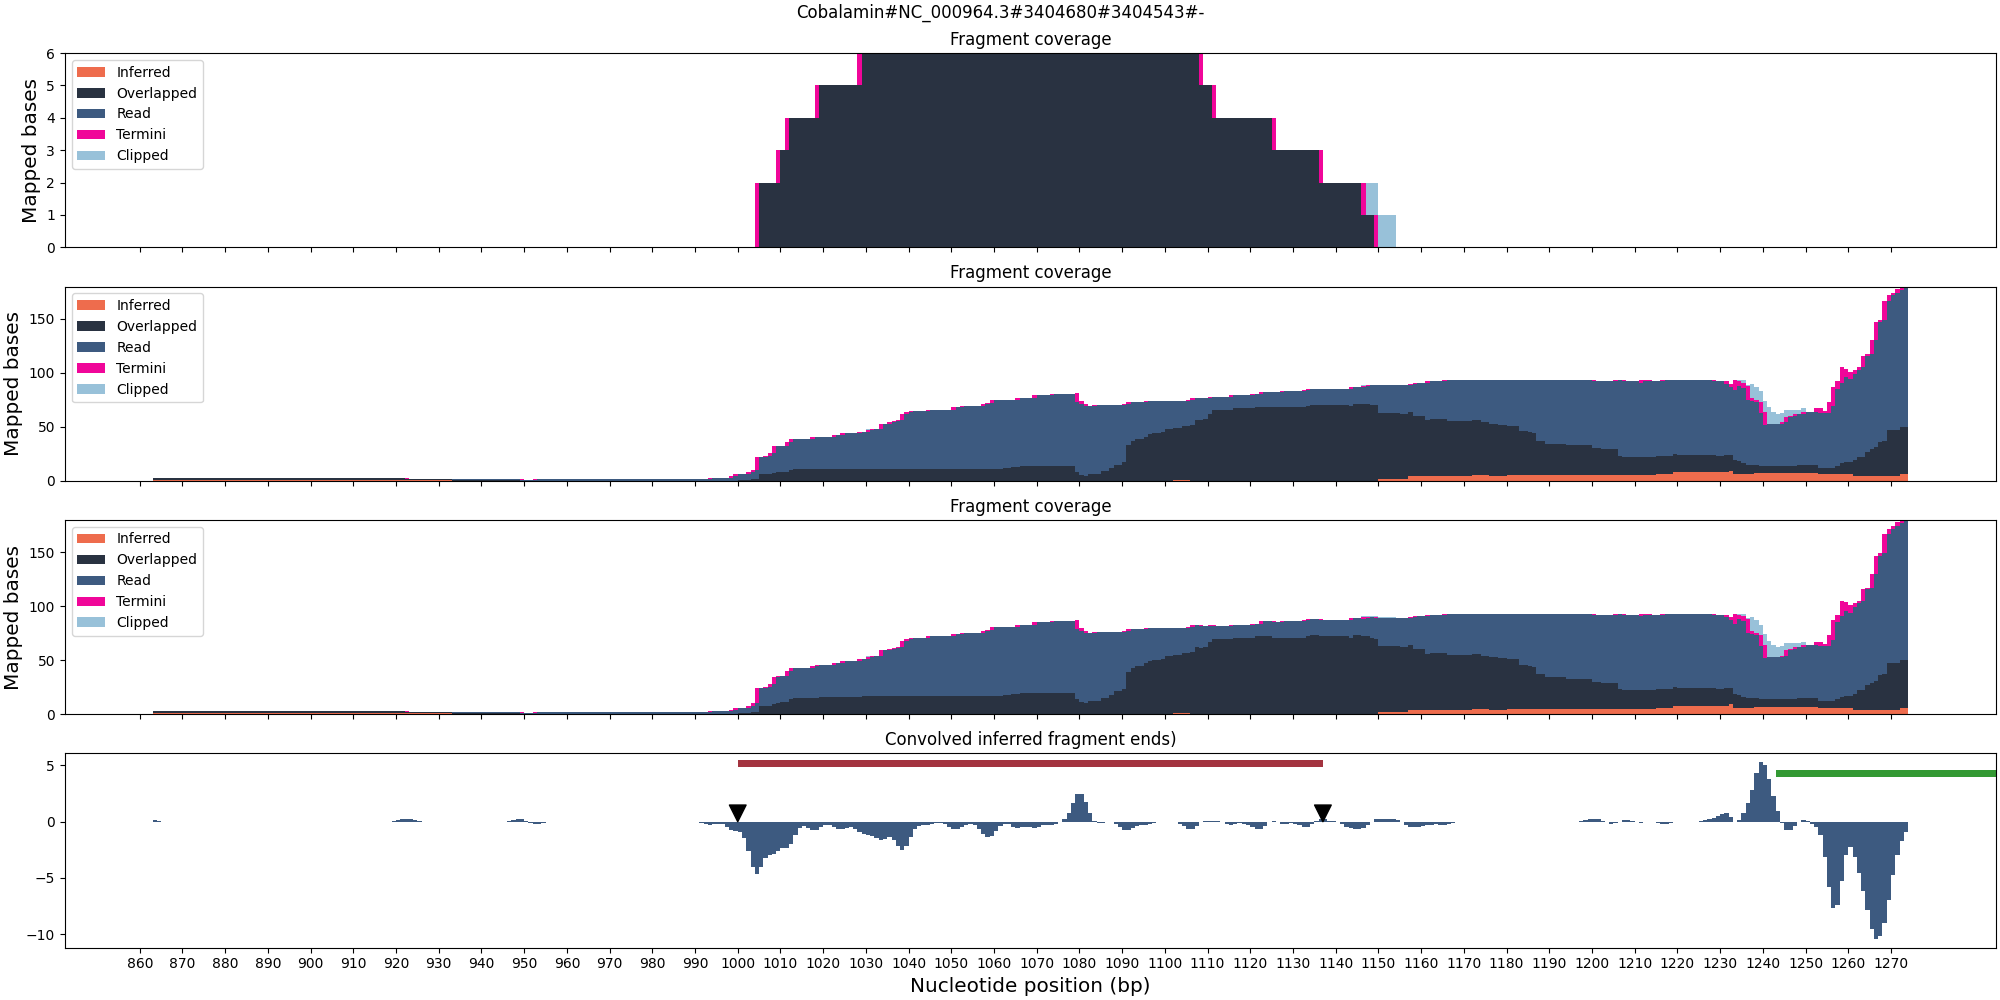 Cobalamin#NC_000964.3#3404680#3404543#-
Fragment coverage
Mapped bases
6
5
4
3
2
1
0
Inferred
Overlapped
Read
Termini
Clipped
Fragment coverage
Mapped bases
150
100
50
0
Inferred
Overlapped
Read
Termini
Clipped
Fragment coverage
Mapped bases
150
100
50
0
Inferred
Overlapped
Read
Termini
Clipped
Convolved inferred fragment ends)
5
0
−5
−10
860 870 880 890 900 910 920 930 940 950 960 970 980 990 1000 1010 1020 1030 1040 1050 1060 1070 1080 1090 1100 1110 1120 1130 1140 1150 1160 1170 1180 1190 1200 1210 1220 1230 1240 1250 1260 1270
Nucleotide position (bp)